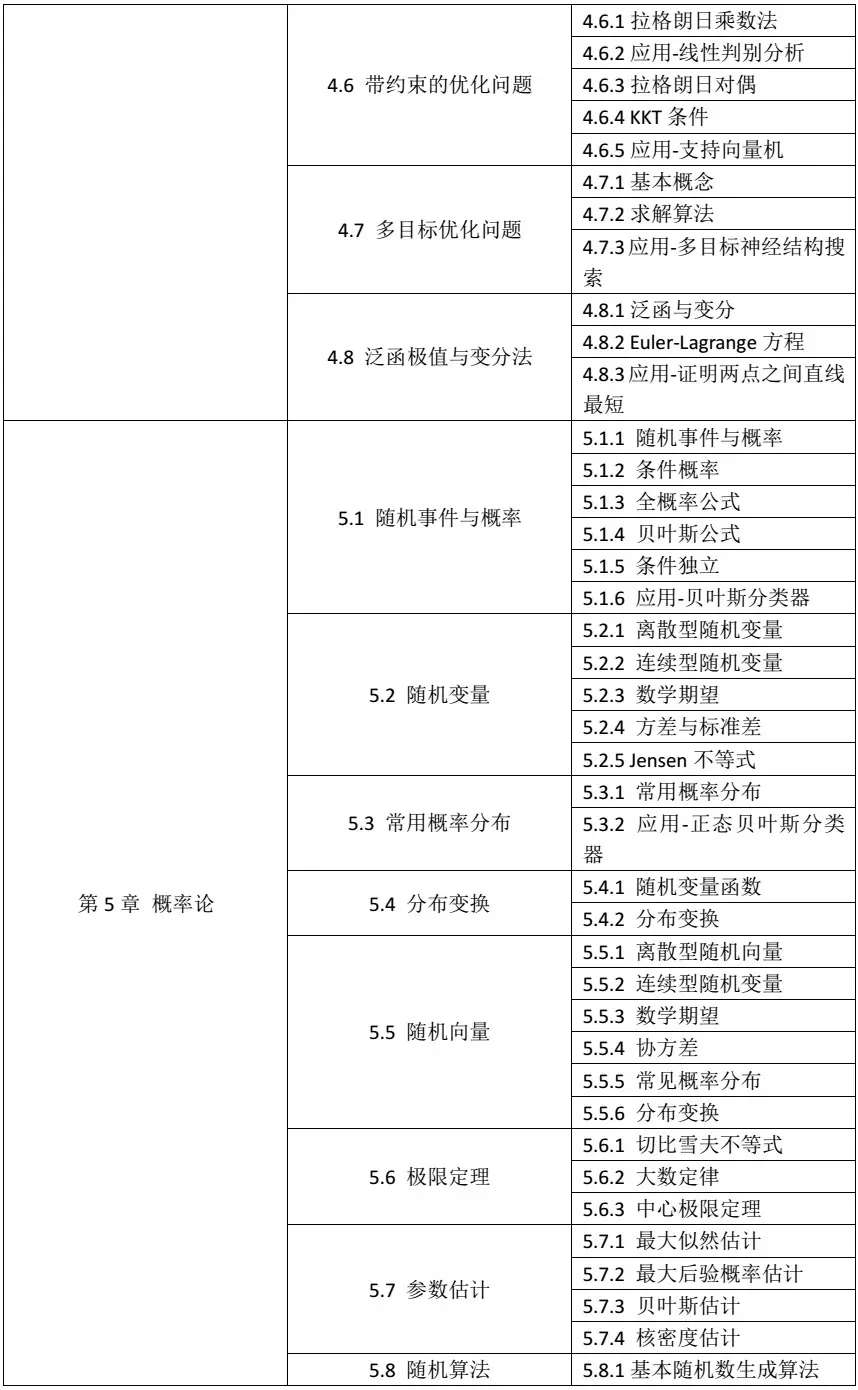 4.6 带约束的优化问题
4.6.1 拉格朗日乘数法
4.6.2 应用-线性判别分析
4.6.3 拉格朗日对偶
4.6.4 KKT 条件
4.6.5 应用-支持向量机
4.7 多目标优化问题
4.7.1 基本概念
4.7.2 求解算法
4.7.3 应用-多目标神经结构搜
索
4.8 泛函极值与变分法
4.8.1 泛函与变分
4.8.2 Euler-Lagrange 方程
4.8.3 应用-证明两点之间直线
最短
第 5 章 概率论
5.1 随机事件与概率
5.1.1 随机事件与概率
5.1.2 条件概率
5.1.3 全概率公式
5.1.4 贝叶斯公式
5.1.5 条件独立
5.1.6 应用-贝叶斯分类器
5.2 随机变量
5.2.1 离散型随机变量
5.2.2 连续型随机变量
5.2.3 数学期望
5.2.4 方差与标准差
5.2.5 Jensen 不等式
5.3 常用概率分布
5.3.1 常用概率分布
5.3.2 应用-正态贝叶斯分类
器
5.4 分布变换
5.4.1 随机变量函数
5.4.2 分布变换
5.5 随机向量
5.5.1 离散型随机向量
5.5.2 连续型随机变量
5.5.3 数学期望
5.5.4 协方差
5.5.5 常见概率分布
5.5.6 分布变换
5.6 极限定理
5.6.1 切比雪夫不等式
5.6.2 大数定律
5.6.3 中心极限定理
5.7 参数估计
5.7.1 最大似然估计
5.7.2 最大后验概率估计
5.7.3 贝叶斯估计
5.7.4 核密度估计
5.8 随机算法
5.8.1 基本随机数生成算法